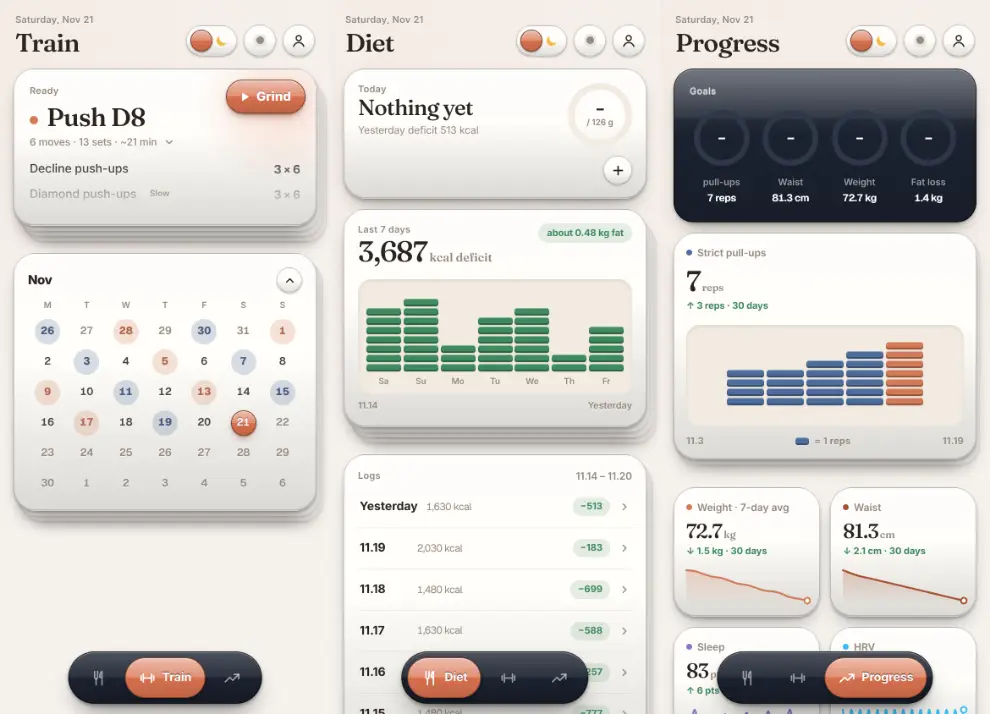 Saturday, Nov 21
Train
Ready
Grind
Push D8
6 moves · 13 sets · ~21 min
Decline push-ups 3 × 6
Diamond push-ups Slow 3 × 6
Nov
M T W T F S S
26 27 28 29 30 31 1
2 3 4 5 6 7 8
9 10 11 12 13 14 15
16 17 18 19 20 21 22
23 24 25 26 27 28 29
30 1 2 3 4 5 6
Train
Saturday, Nov 21
Diet
Today
Nothing yet
Yesterday deficit 513 kcal
-
/ 126 g
Last 7 days
about 0.48 kg fat
3,687 kcal deficit
Sa Su Mo Tu We Th Fr
11.14 Yesterday
Logs 11.14 – 11.20
Yesterday 1,630 kcal −513
11.19 2,030 kcal −183
11.18 1,480 kcal −699
11.17 1,630 kcal −588
11.16 257
11.15 1,480 kcal −777
Diet
Saturday, Nov 21
Progress
Goals
- - - -
pull-ups Waist Weight Fat loss
7 reps 81.3 cm 72.7 kg 1.4 kg
Strict pull-ups
7 reps
↑ 3 reps · 30 days
11.3 = 1 reps 11.19
Weight · 7-day avg
72.7 kg
↓ 1.5 kg · 30 days
Waist
81.3 cm
↓ 2.1 cm · 30 days
Sleep
83
↑ 6 pts
HRV
Progress